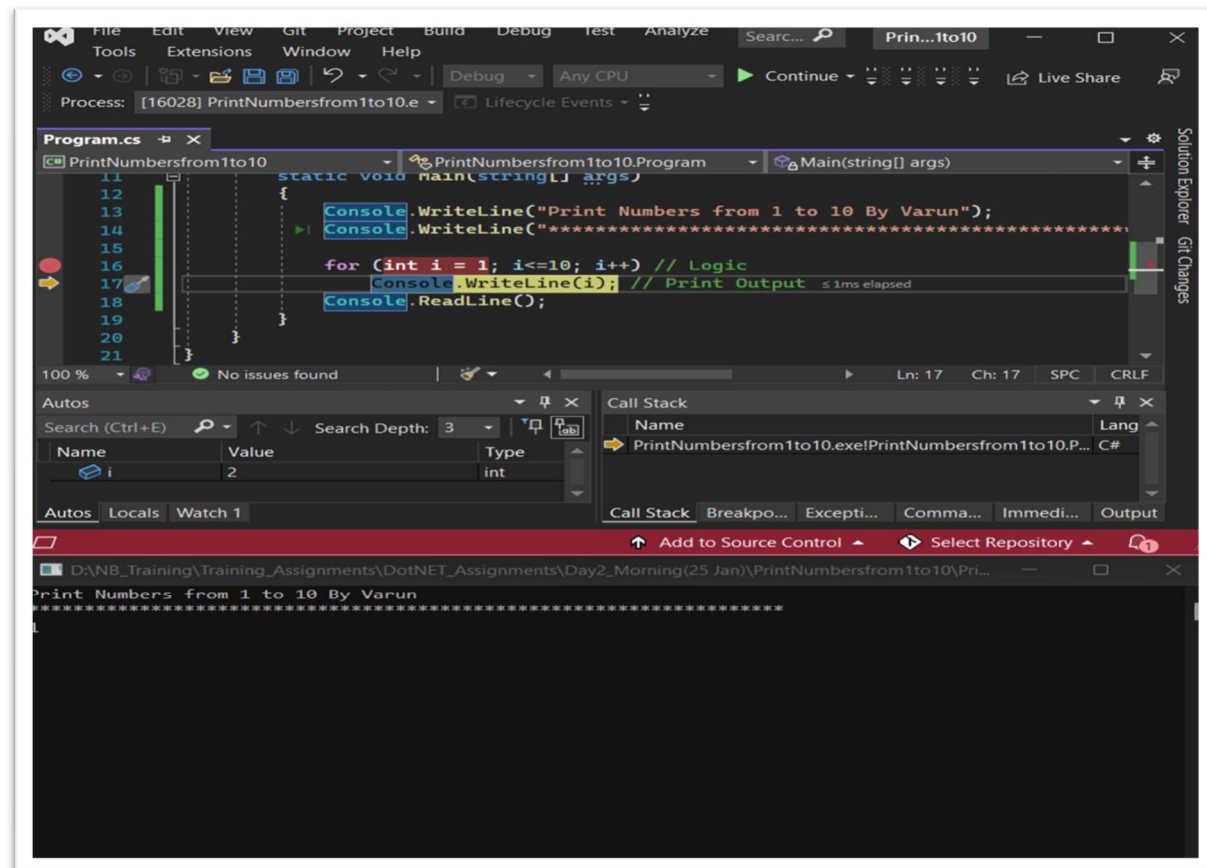 File Edit View Git Project Build Debug Test Analyze Searc... Prin...1to10
Tools Extensions Window Help
Debug Any CPU Continue Live Share
Process: [16028] PrintNumbersfrom1to10.e Lifecycle Events
Program.cs
C# PrintNumbersfrom1to10 PrintNumbersfrom1to10.Program Main(string[] args)
11 static void Main(string[] args)
12 {
13 Console.WriteLine("Print Numbers from 1 to 10 By Varun");
14 Console.WriteLine("******************************************************
15
16 for (int i = 1; i<=10; i++) // Logic
17 Console.WriteLine(i); // Print Output ≤ 1ms elapsed
18 Console.ReadLine();
19 }
20 }
21 }
Solution Explorer
Git Changes
100 % No issues found Ln: 17 Ch: 17 SPC CRLF
Autos
Search (Ctrl+E) Search Depth: 3
Name Value Type
i 2 int
Autos Locals Watch 1
Call Stack
Name Lang
PrintNumbersfrom1to10.exe!PrintNumbersfrom1to10.P... C#
Call Stack Breakpo... Excepti... Comma... Immedi... Output
Add to Source Control Select Repository 1
D:\NB_Training\Training_Assignments\DotNET_Assignments\Day2_Morning(25 Jan)\PrintNumbersfrom1to10\Pri...
Print Numbers from 1 to 10 By Varun
**********************************************************************
1